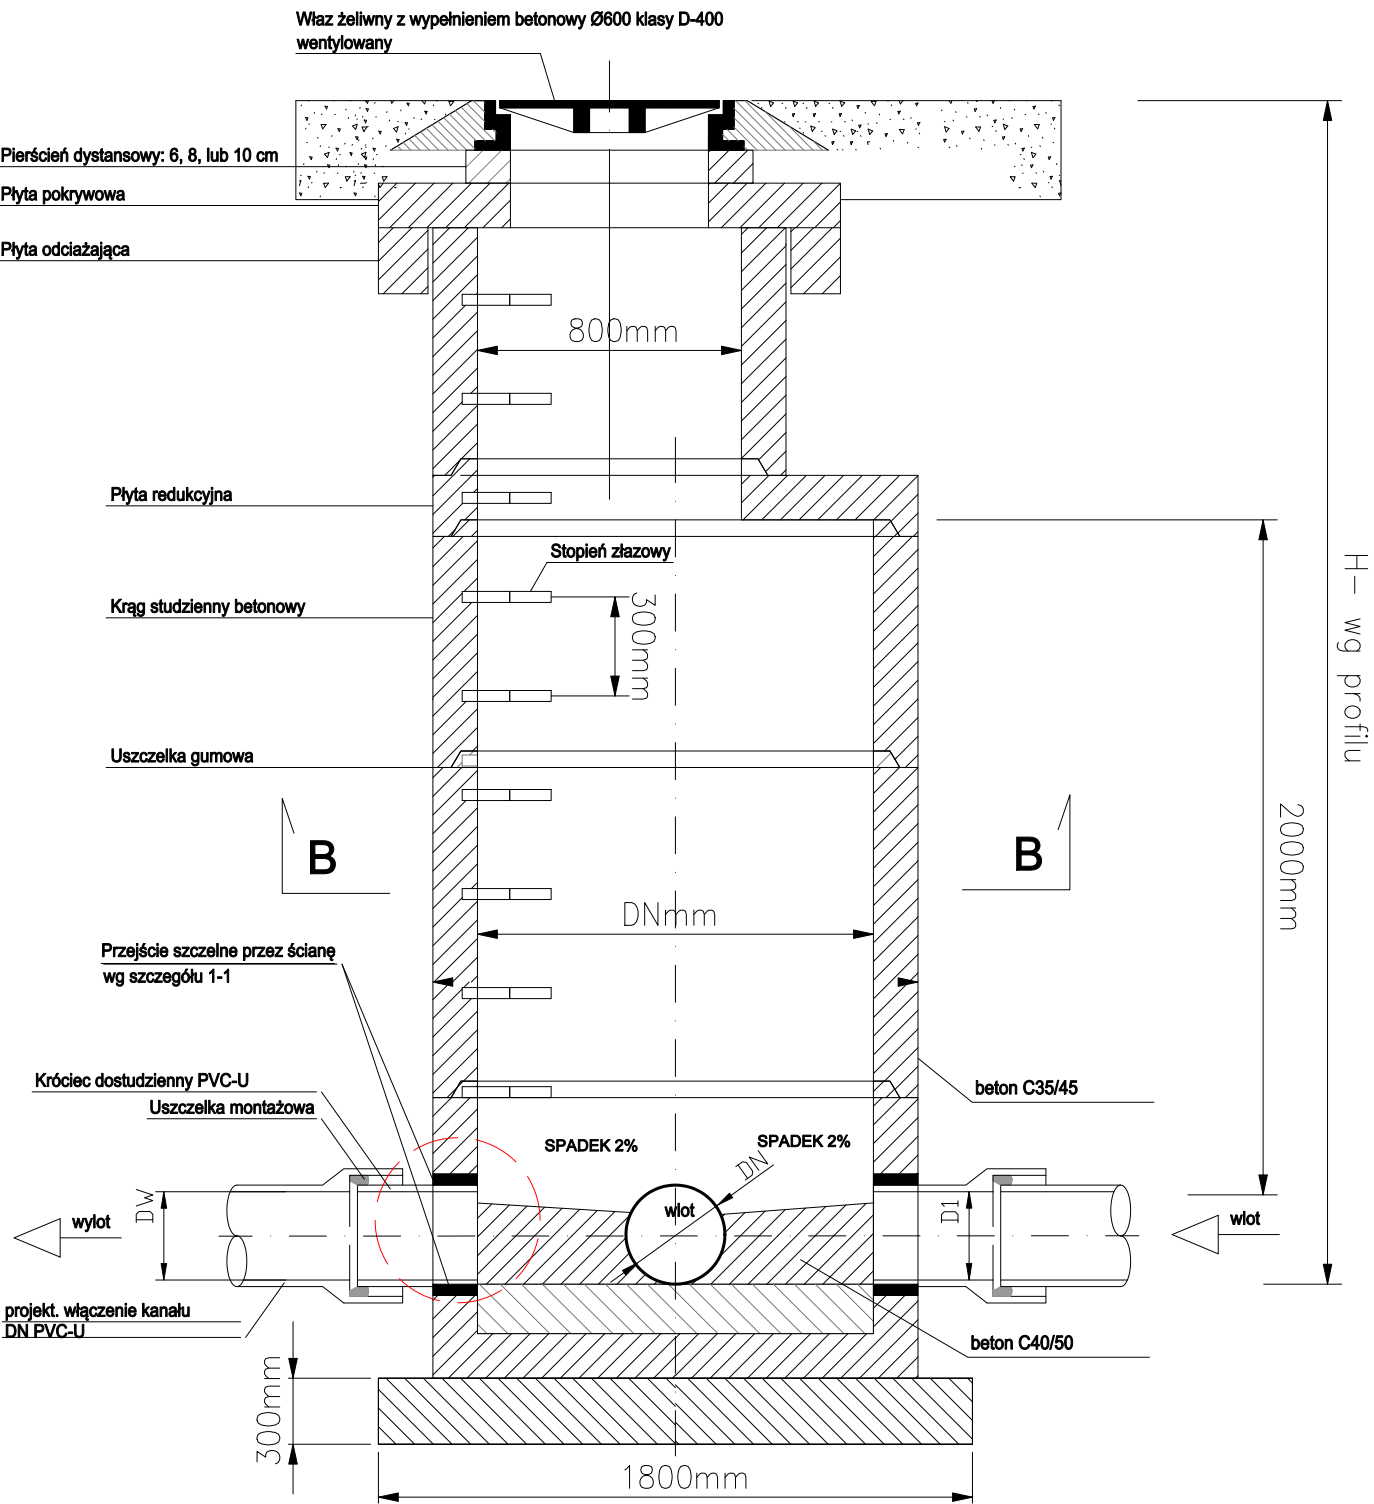 Właz żeliwny z wypełnieniem betonowy Ø600 klasy D-400
wentylowany
Pierścień dystansowy: 6, 8, lub 10 cm
Płyta pokrywowa
Płyta odciażająca
800mm
Płyta redukcyjna
Stopień złazowy
Krąg studzienny betonowy
300mm
H- wg profilu
Uszczelka gumowa
2000mm
B
B
DNmm
Przejście szczelne przez ścianę
wg szczegółu 1-1
Króciec dostudzienny PVC-U
beton C35/45
Uszczelka montażowa
SPADEK 2%
SPADEK 2%
DN
Dw
wlot
D1
wylot
wlot
projekt. włączenie kanału
DN PVC-U
beton C40/50
300mm
1800mm